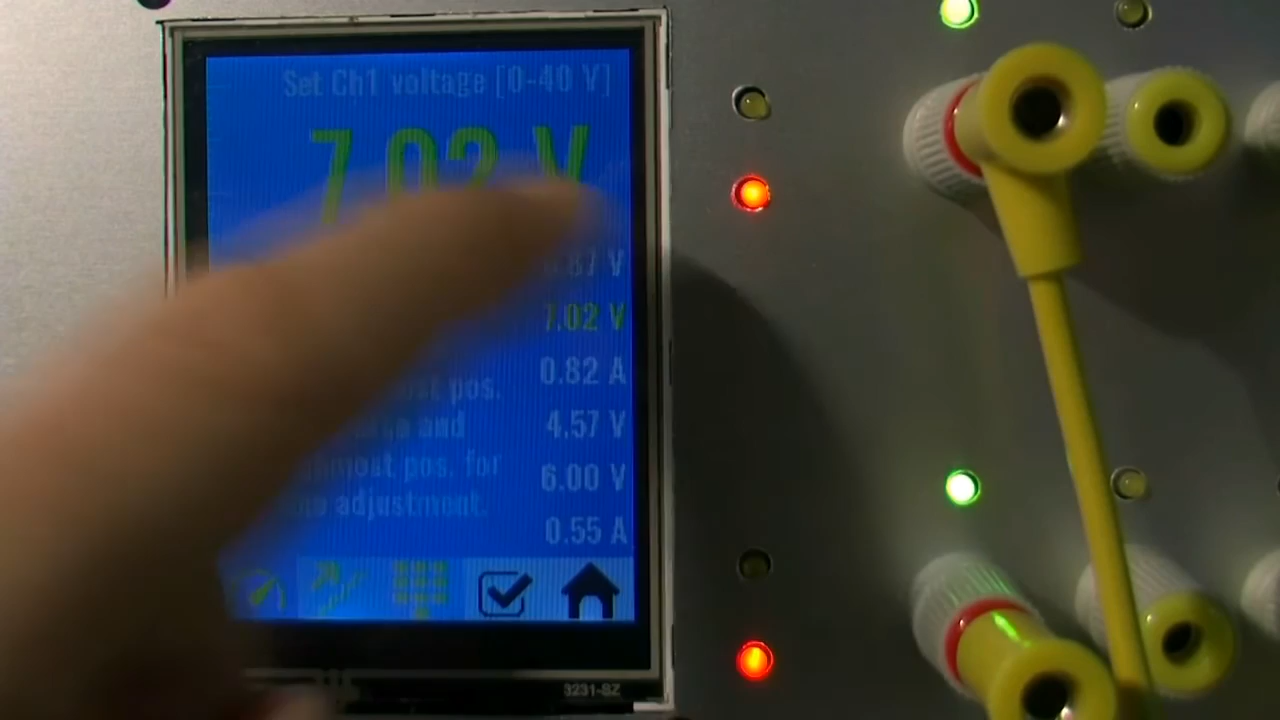 Set Ch1 voltage [0-40 V]
7.02 V
.87 V
7.02 V
0.82 A
pos.
4.57 V
and
6.00 V
pos. for
adjustment.
0.55 A
3231-SZ